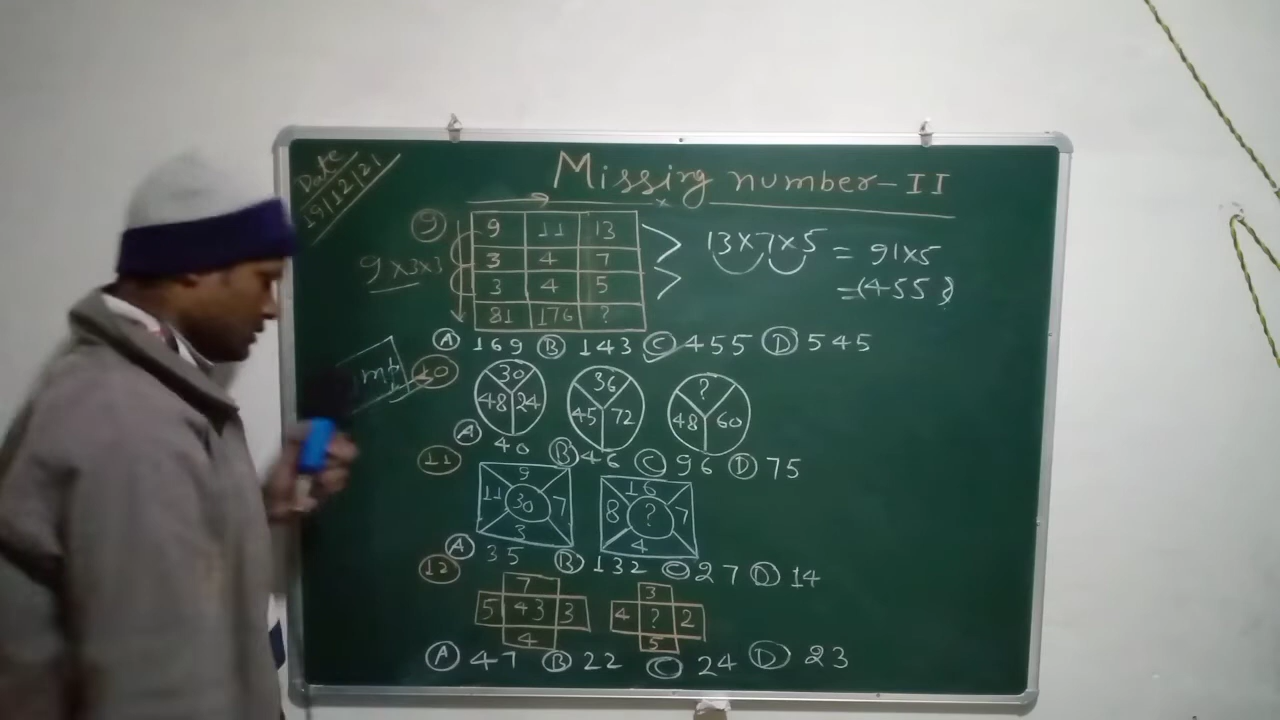 Date
19/12/21
Missing number-II
9
9 11 13
3 4 7
3 4 5
81 176 ?
9×3×3
13×7×5 = 91×5
=(455)
A 169 B 143 C 455 D 545
10
30 48 24
36 45 72
? 48 60
A 40 B 46 C 96 D 75
11
9 11 30 7 3
16 8 ? 7 4
A 35 B 132 C 27 D 14
12
7 5 43 3 4
3 4 ? 2 5
A 47 B 22 C 24 D 23